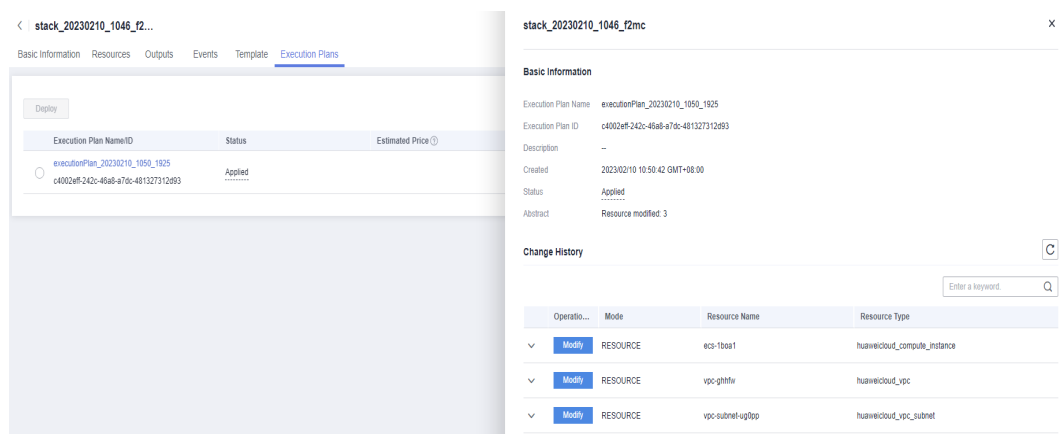 stack_20230210_1046_f2...
Basic Information Resources Outputs Events Template Execution Plans
Deploy
Execution Plan Name/ID Status Estimated Price
executionPlan_20230210_1050_1925
c4002eff-242c-46a8-a7dc-481327312d93
Applied
stack_20230210_1046_f2mc
Basic Information
Execution Plan Name executionPlan_20230210_1050_1925
Execution Plan ID c4002eff-242c-46a8-a7dc-481327312d93
Description --
Created 2023/02/10 10:50:42 GMT+08:00
Status Applied
Abstract Resource modified: 3
Change History
Enter a keyword.
Operatio... Mode Resource Name Resource Type
Modify RESOURCE ecs-1boa1 huaweicloud_compute_instance
Modify RESOURCE vpc-ghhfw huaweicloud_vpc
Modify RESOURCE vpc-subnet-ug0pp huaweicloud_vpc_subnet